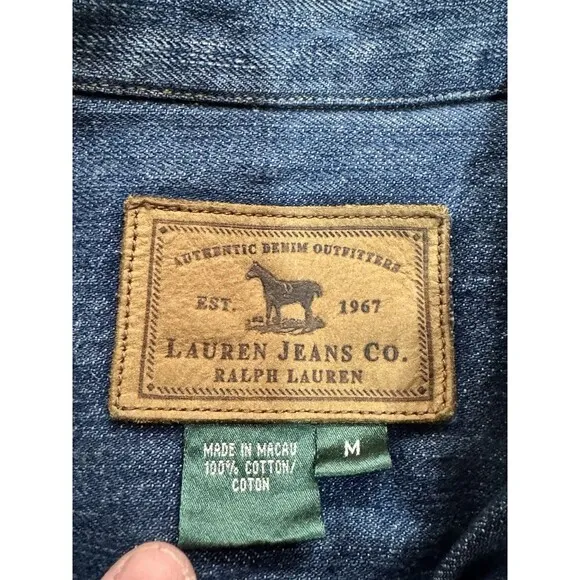 AUTHENTIC DENIM OUTFITTERS
EST. 1967
LAUREN JEANS CO.
RALPH LAUREN
MADE IN MACAU
100% COTTON/
COTON
M